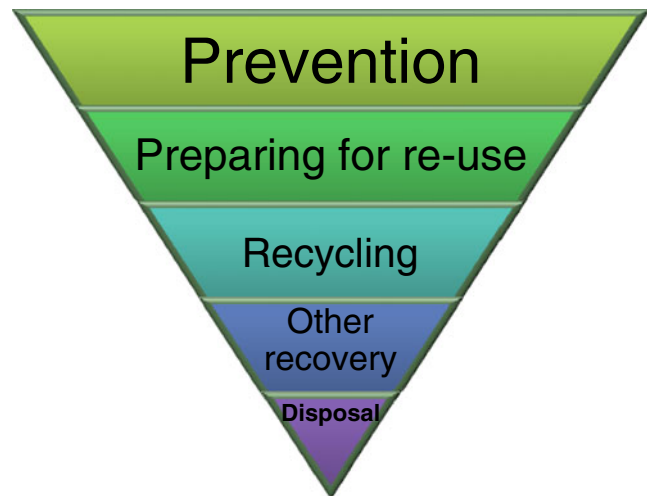 Prevention
Preparing for re-use
Recycling
Other
recovery
Disposal